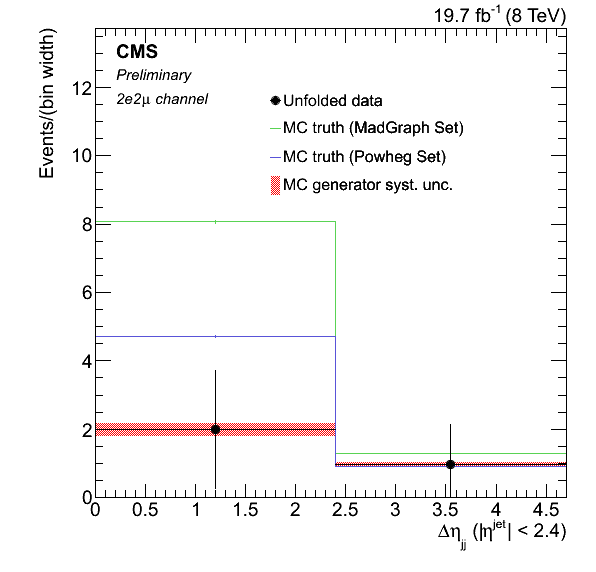 19.7 fb⁻¹ (8 TeV)
CMS
Preliminary
2e2μ channel
Unfolded data
MC truth (MadGraph Set)
MC truth (Powheg Set)
MC generator syst. unc.
Events/(bin width)
12
10
8
6
4
2
0
0 0.5 1 1.5 2 2.5 3 3.5 4 4.5
Δη_jj (|η^jet| < 2.4)